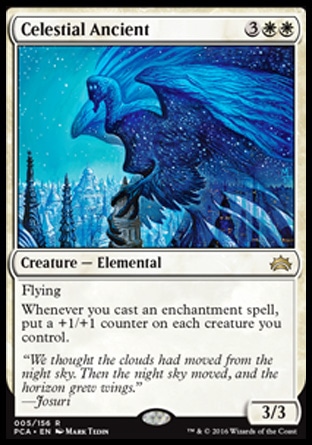 Celestial Ancient 3
Creature — Elemental
Flying
Whenever you cast an enchantment spell,
put a +1/+1 counter on each creature you
control.
“We thought the clouds had moved from the
night sky. Then the night sky moved, and the
horizon grew wings.”
—Josuri
005/156 R
PCA • EN Mark Tedin
™ & © 2016 Wizards of the Coast
3/3